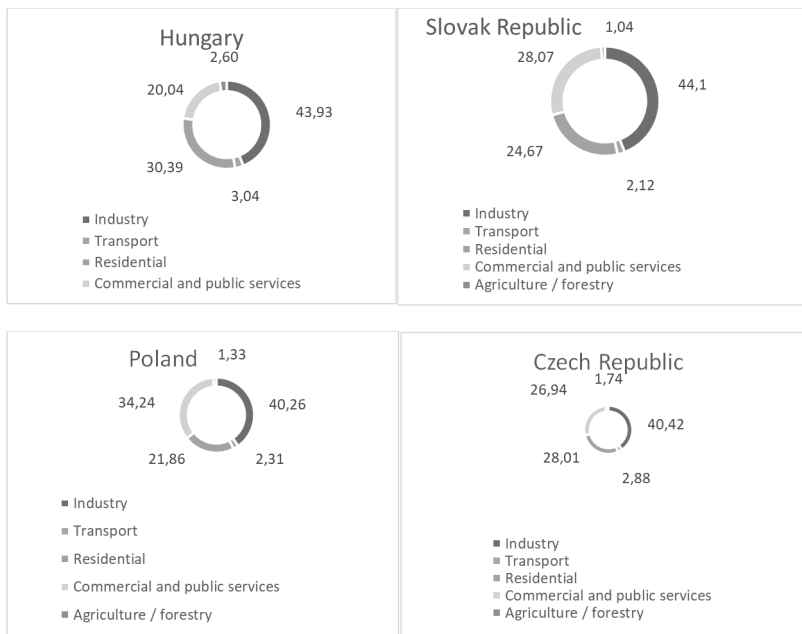 Hungary
2,60
20,04
43,93
30,39
3,04
Industry
Transport
Residential
Commercial and public services
Slovak Republic
1,04
28,07
44,1
24,67
2,12
Industry
Transport
Residential
Commercial and public services
Agriculture / forestry
Poland
1,33
34,24
40,26
21,86
2,31
Industry
Transport
Residential
Commercial and public services
Agriculture / forestry
Czech Republic
1,74
26,94
40,42
28,01
2,88
Industry
Transport
Residential
Commercial and public services
Agriculture / forestry